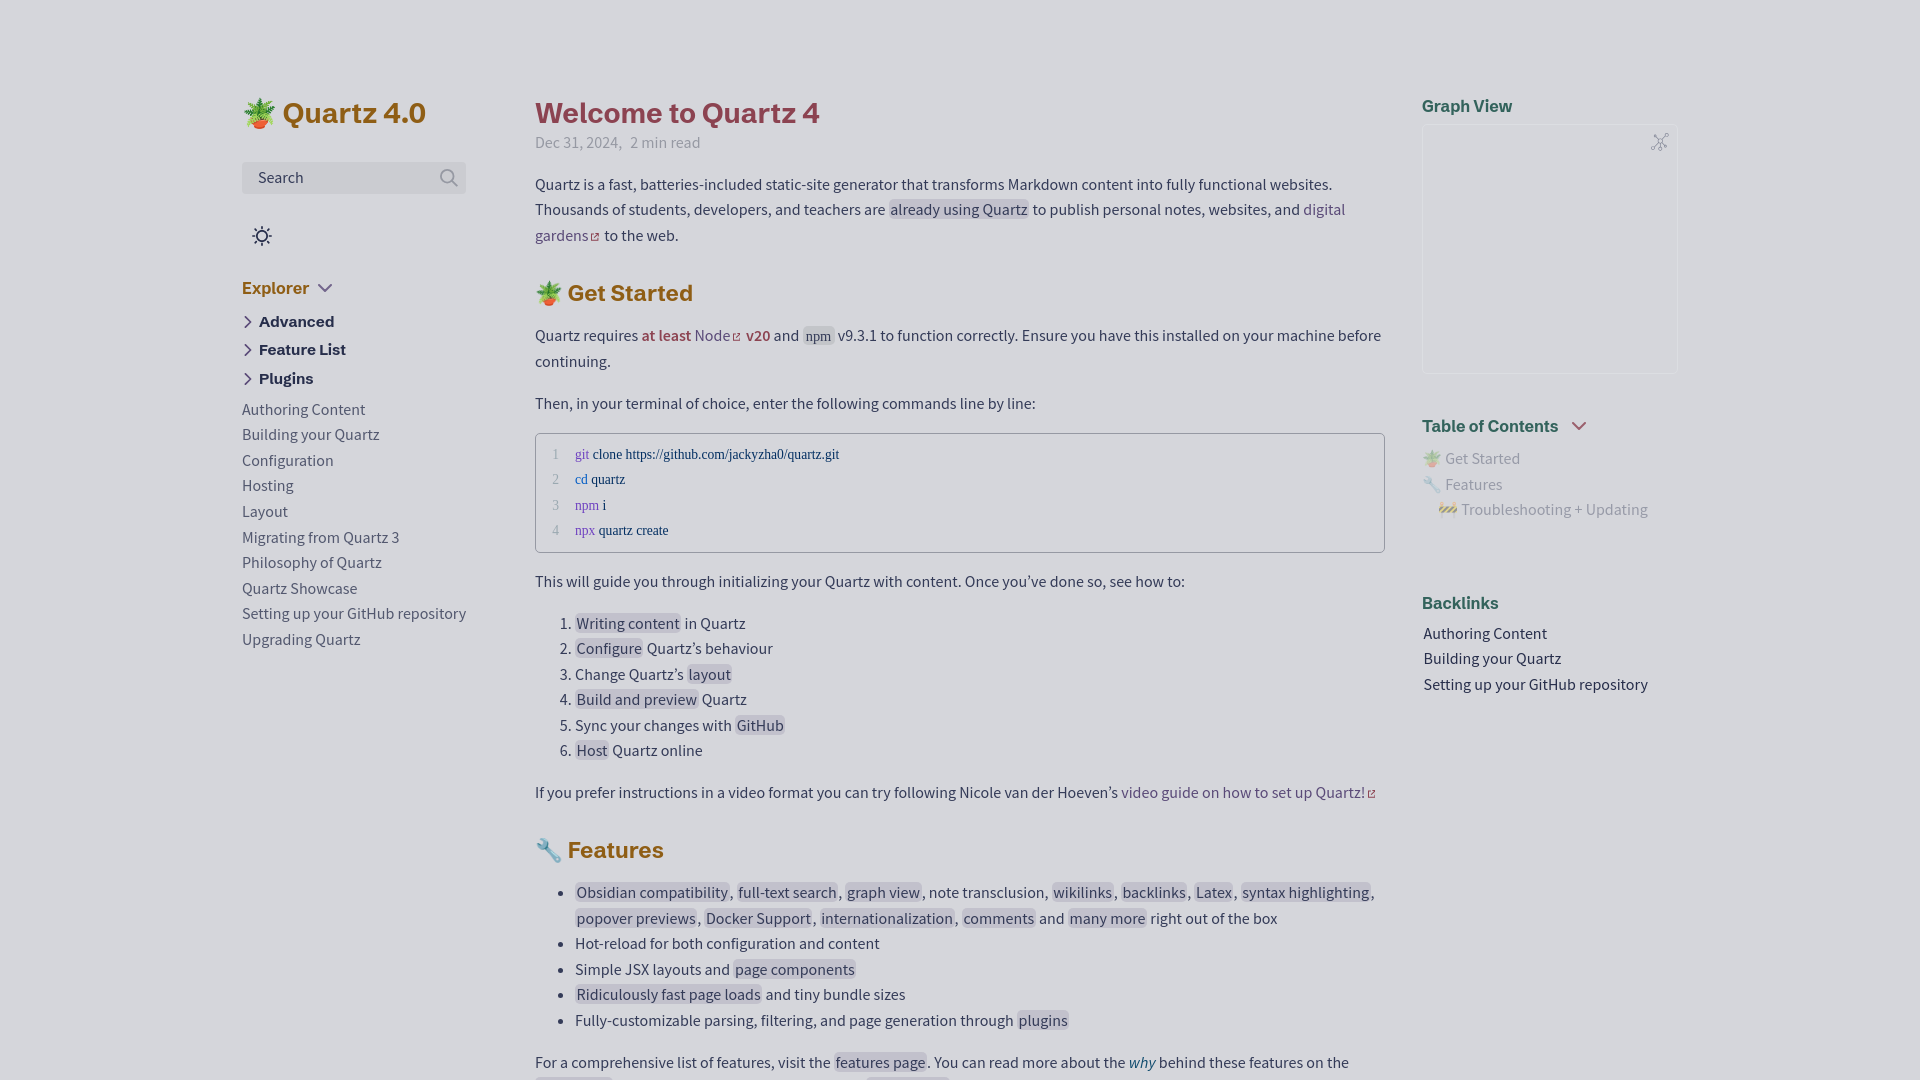 🪴 Quartz 4.0
Search
Explorer
Advanced
Feature List
Plugins
Authoring Content
Building your Quartz
Configuration
Hosting
Layout
Migrating from Quartz 3
Philosophy of Quartz
Quartz Showcase
Setting up your GitHub repository
Upgrading Quartz
Welcome to Quartz 4
Dec 31, 2024, 2 min read
Quartz is a fast, batteries-included static-site generator that transforms Markdown content into fully functional websites.
Thousands of students, developers, and teachers are already using Quartz to publish personal notes, websites, and digital
gardens to the web.
🪴 Get Started
Quartz requires at least Node v20 and npm v9.3.1 to function correctly. Ensure you have this installed on your machine before
continuing.
Then, in your terminal of choice, enter the following commands line by line:
1 git clone https://github.com/jackyzha0/quartz.git
2 cd quartz
3 npm i
4 npx quartz create
This will guide you through initializing your Quartz with content. Once you’ve done so, see how to:
1. Writing content in Quartz
2. Configure Quartz’s behaviour
3. Change Quartz’s layout
4. Build and preview Quartz
5. Sync your changes with GitHub
6. Host Quartz online
If you prefer instructions in a video format you can try following Nicole van der Hoeven’s video guide on how to set up Quartz!
🔧 Features
• Obsidian compatibility, full-text search, graph view, note transclusion, wikilinks, backlinks, Latex, syntax highlighting,
popover previews, Docker Support, internationalization, comments and many more right out of the box
• Hot-reload for both configuration and content
• Simple JSX layouts and page components
• Ridiculously fast page loads and tiny bundle sizes
• Fully-customizable parsing, filtering, and page generation through plugins
For a comprehensive list of features, visit the features page. You can read more about the why behind these features on the
Graph View
Table of Contents
🪴 Get Started
🔧 Features
🚧 Troubleshooting + Updating
Backlinks
Authoring Content
Building your Quartz
Setting up your GitHub repository